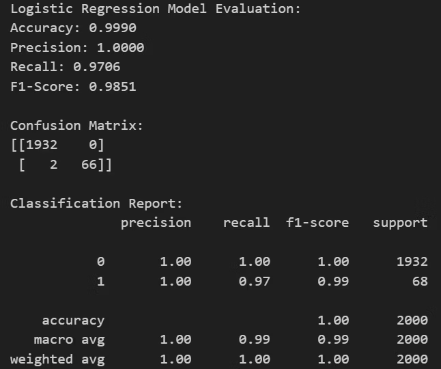 Logistic Regression Model Evaluation:
Accuracy: 0.9990
Precision: 1.0000
Recall: 0.9706
F1-Score: 0.9851
Confusion Matrix:
[[1932    0]
 [   2   66]]
Classification Report:
              precision    recall  f1-score   support
           0       1.00      1.00      1.00      1932
           1       1.00      0.97      0.99        68
    accuracy                           1.00      2000
   macro avg       1.00      0.99      0.99      2000
weighted avg       1.00      1.00      1.00      2000